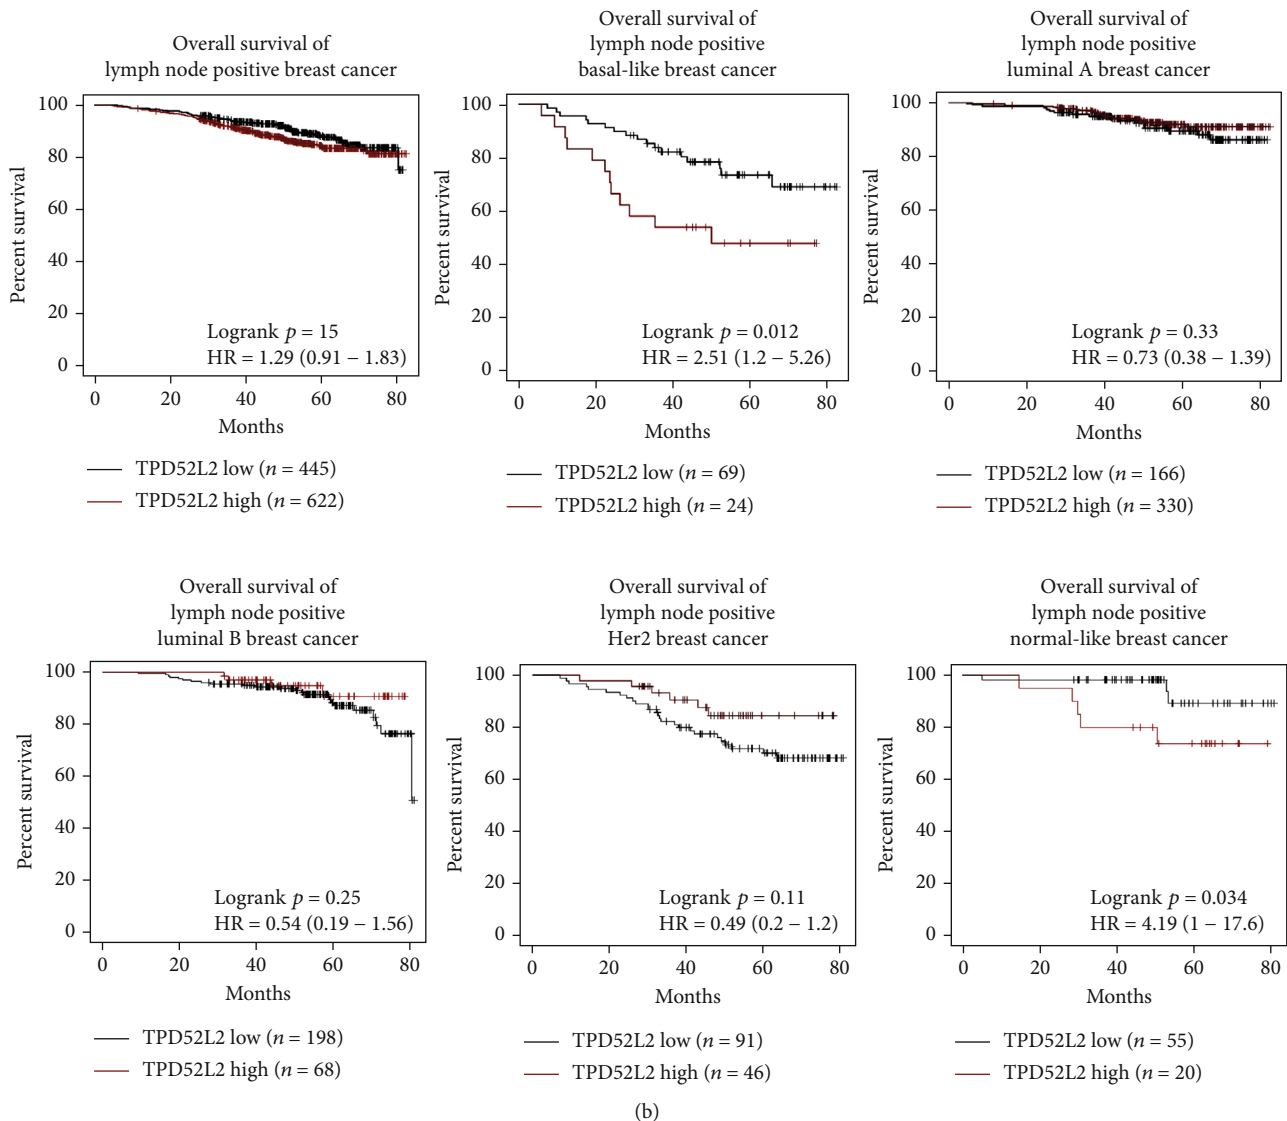 Overall survival of
lymph node positive breast cancer
Percent survival
100
80
60
40
20
0
Logrank p = 15
HR = 1.29 (0.91 – 1.83)
0 20 40 60 80
Months
TPD52L2 low (n = 445)
TPD52L2 high (n = 622)
Overall survival of
lymph node positive
basal-like breast cancer
Percent survival
100
80
60
40
20
0
Logrank p = 0.012
HR = 2.51 (1.2 – 5.26)
0 20 40 60 80
Months
TPD52L2 low (n = 69)
TPD52L2 high (n = 24)
Overall survival of
lymph node positive
luminal A breast cancer
Percent survival
100
80
60
40
20
0
Logrank p = 0.33
HR = 0.73 (0.38 – 1.39)
0 20 40 60 80
Months
TPD52L2 low (n = 166)
TPD52L2 high (n = 330)
Overall survival of
lymph node positive
luminal B breast cancer
Percent survival
100
80
60
40
20
0
Logrank p = 0.25
HR = 0.54 (0.19 – 1.56)
0 20 40 60 80
Months
TPD52L2 low (n = 198)
TPD52L2 high (n = 68)
Overall survival of
lymph node positive
Her2 breast cancer
Percent survival
100
80
60
40
20
0
Logrank p = 0.11
HR = 0.49 (0.2 – 1.2)
0 20 40 60 80
Months
TPD52L2 low (n = 91)
TPD52L2 high (n = 46)
Overall survival of
lymph node positive
normal-like breast cancer
Percent survival
100
80
60
40
20
0
Logrank p = 0.034
HR = 4.19 (1 – 17.6)
0 20 40 60 80
Months
TPD52L2 low (n = 55)
TPD52L2 high (n = 20)
(b)